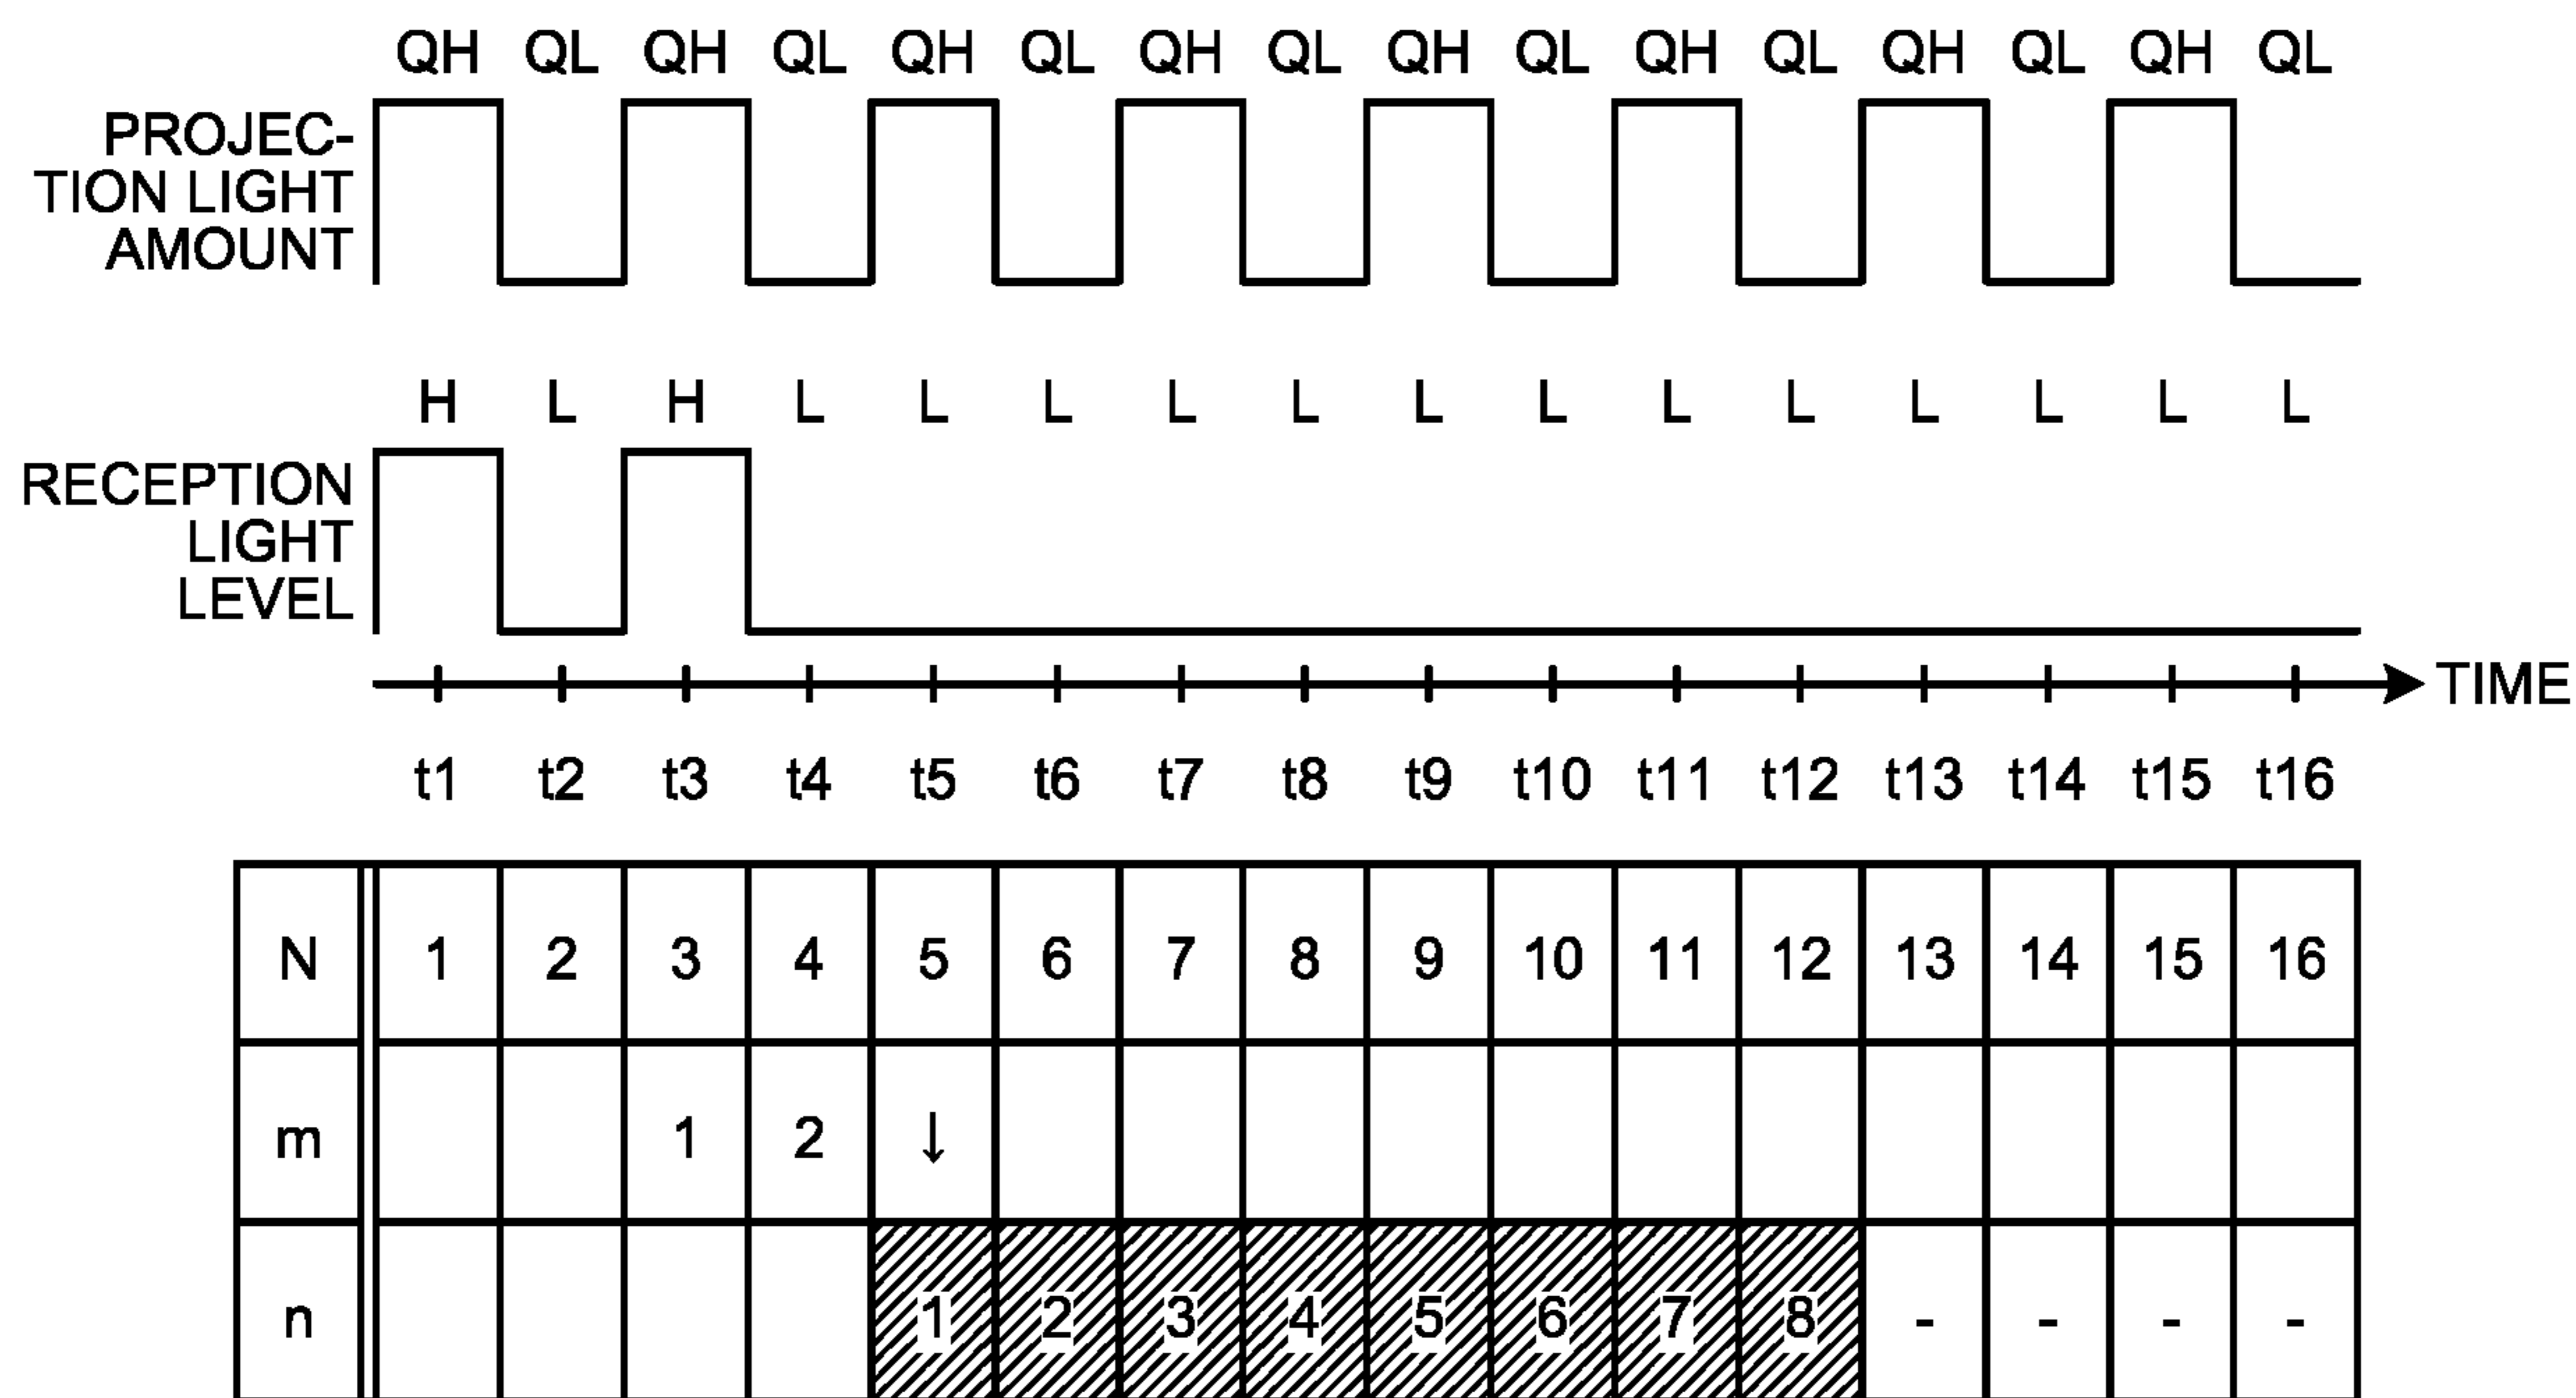 QH QL QH QL QH QL QH QL QH QL QH QL QH QL QH QL
PROJEC-
TION LIGHT
AMOUNT
H L H L L L L L L L L L L L L L
RECEPTION
LIGHT
LEVEL
TIME
t1 t2 t3 t4 t5 t6 t7 t8 t9 t10 t11 t12 t13 t14 t15 t16
N 1 2 3 4 5 6 7 8 9 10 11 12 13 14 15 16
m 1 2 ↓
n 1 2 3 4 5 6 7 8 - - - -